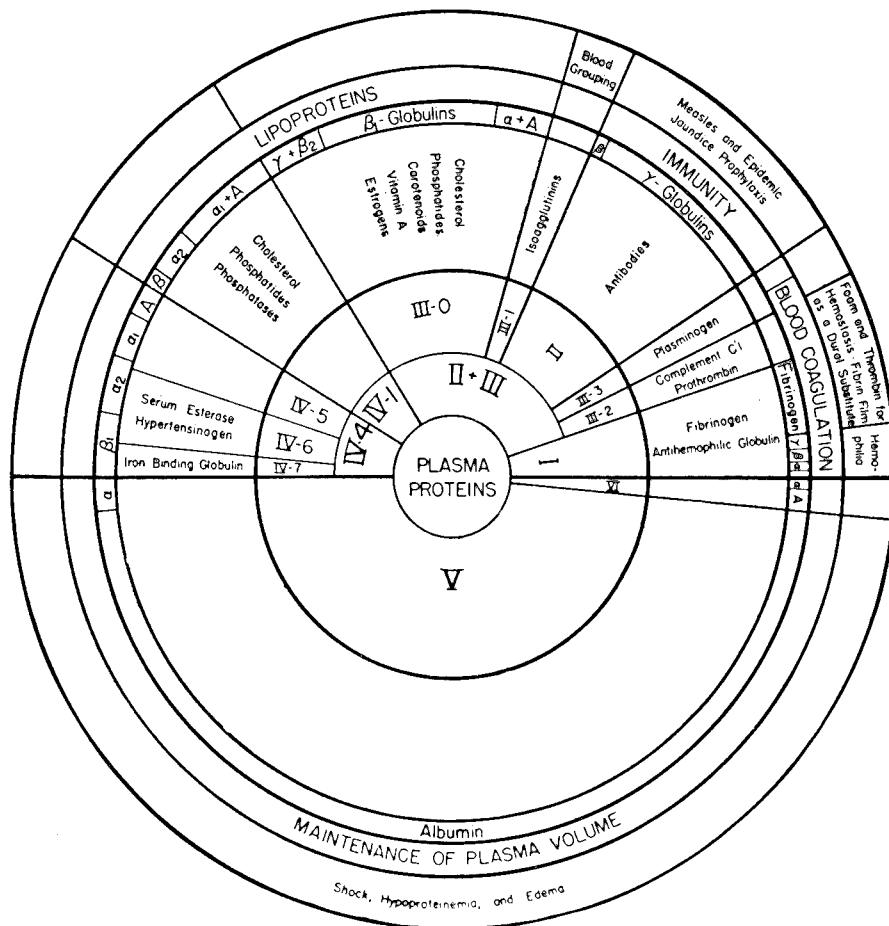 PLASMA
PROTEINS
I
II + III
IV-1
IV-4
V
VI
II
III-0
III-1
III-2
III-3
IV-5
IV-6
IV-7
Serum Esterase
Hypertensinogen
Iron Binding Globulin
Cholesterol
Phosphatides
Phosphatases
Cholesterol
Phosphatides
Carotenoids
Vitamin A
Estrogens
Isoagglutinins
Antibodies
Plasminogen
Complement C'1
Prothrombin
Fibrinogen
Antihemophilic Globulin
α
β1
α2
α1
A
β
α2
α1+A
γ + β2
β1-Globulins
α + A
β
γ-Globulins
Fibrinogen
γ
β
α
α
A
Albumin
LIPOPROTEINS
IMMUNITY
BLOOD COAGULATION
MAINTENANCE OF PLASMA VOLUME
Blood
Grouping
Measles and Epidemic
Jaundice Prophylaxis
Foam and Thrombin for
Hemostasis: Fibrin Film
as a Dural Substitute
Hemo-
philia
Shock, Hypoproteinemia, and Edema